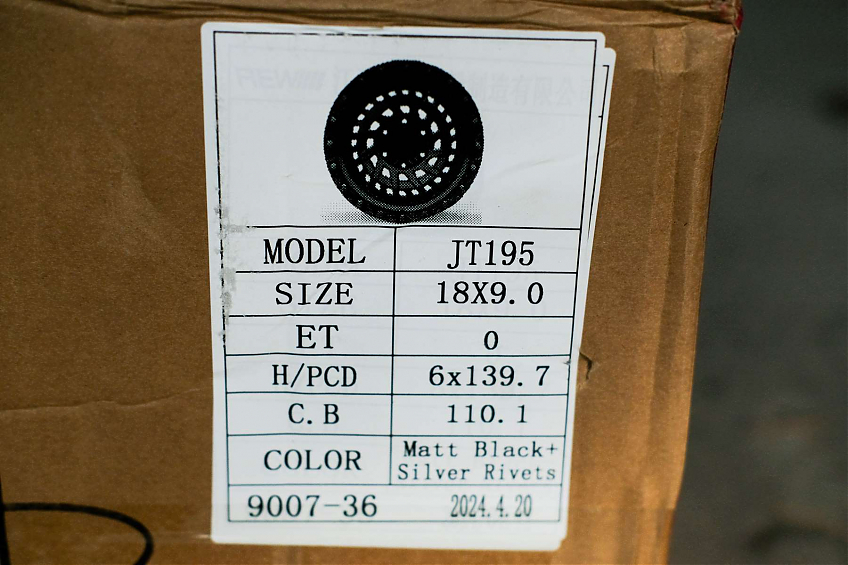 MODEL JT195
SIZE 18X9.0
ET 0
H/PCD 6x139.7
C.B 110.1
COLOR Matt Black+
Silver Rivets
9007-36 2024.4.20